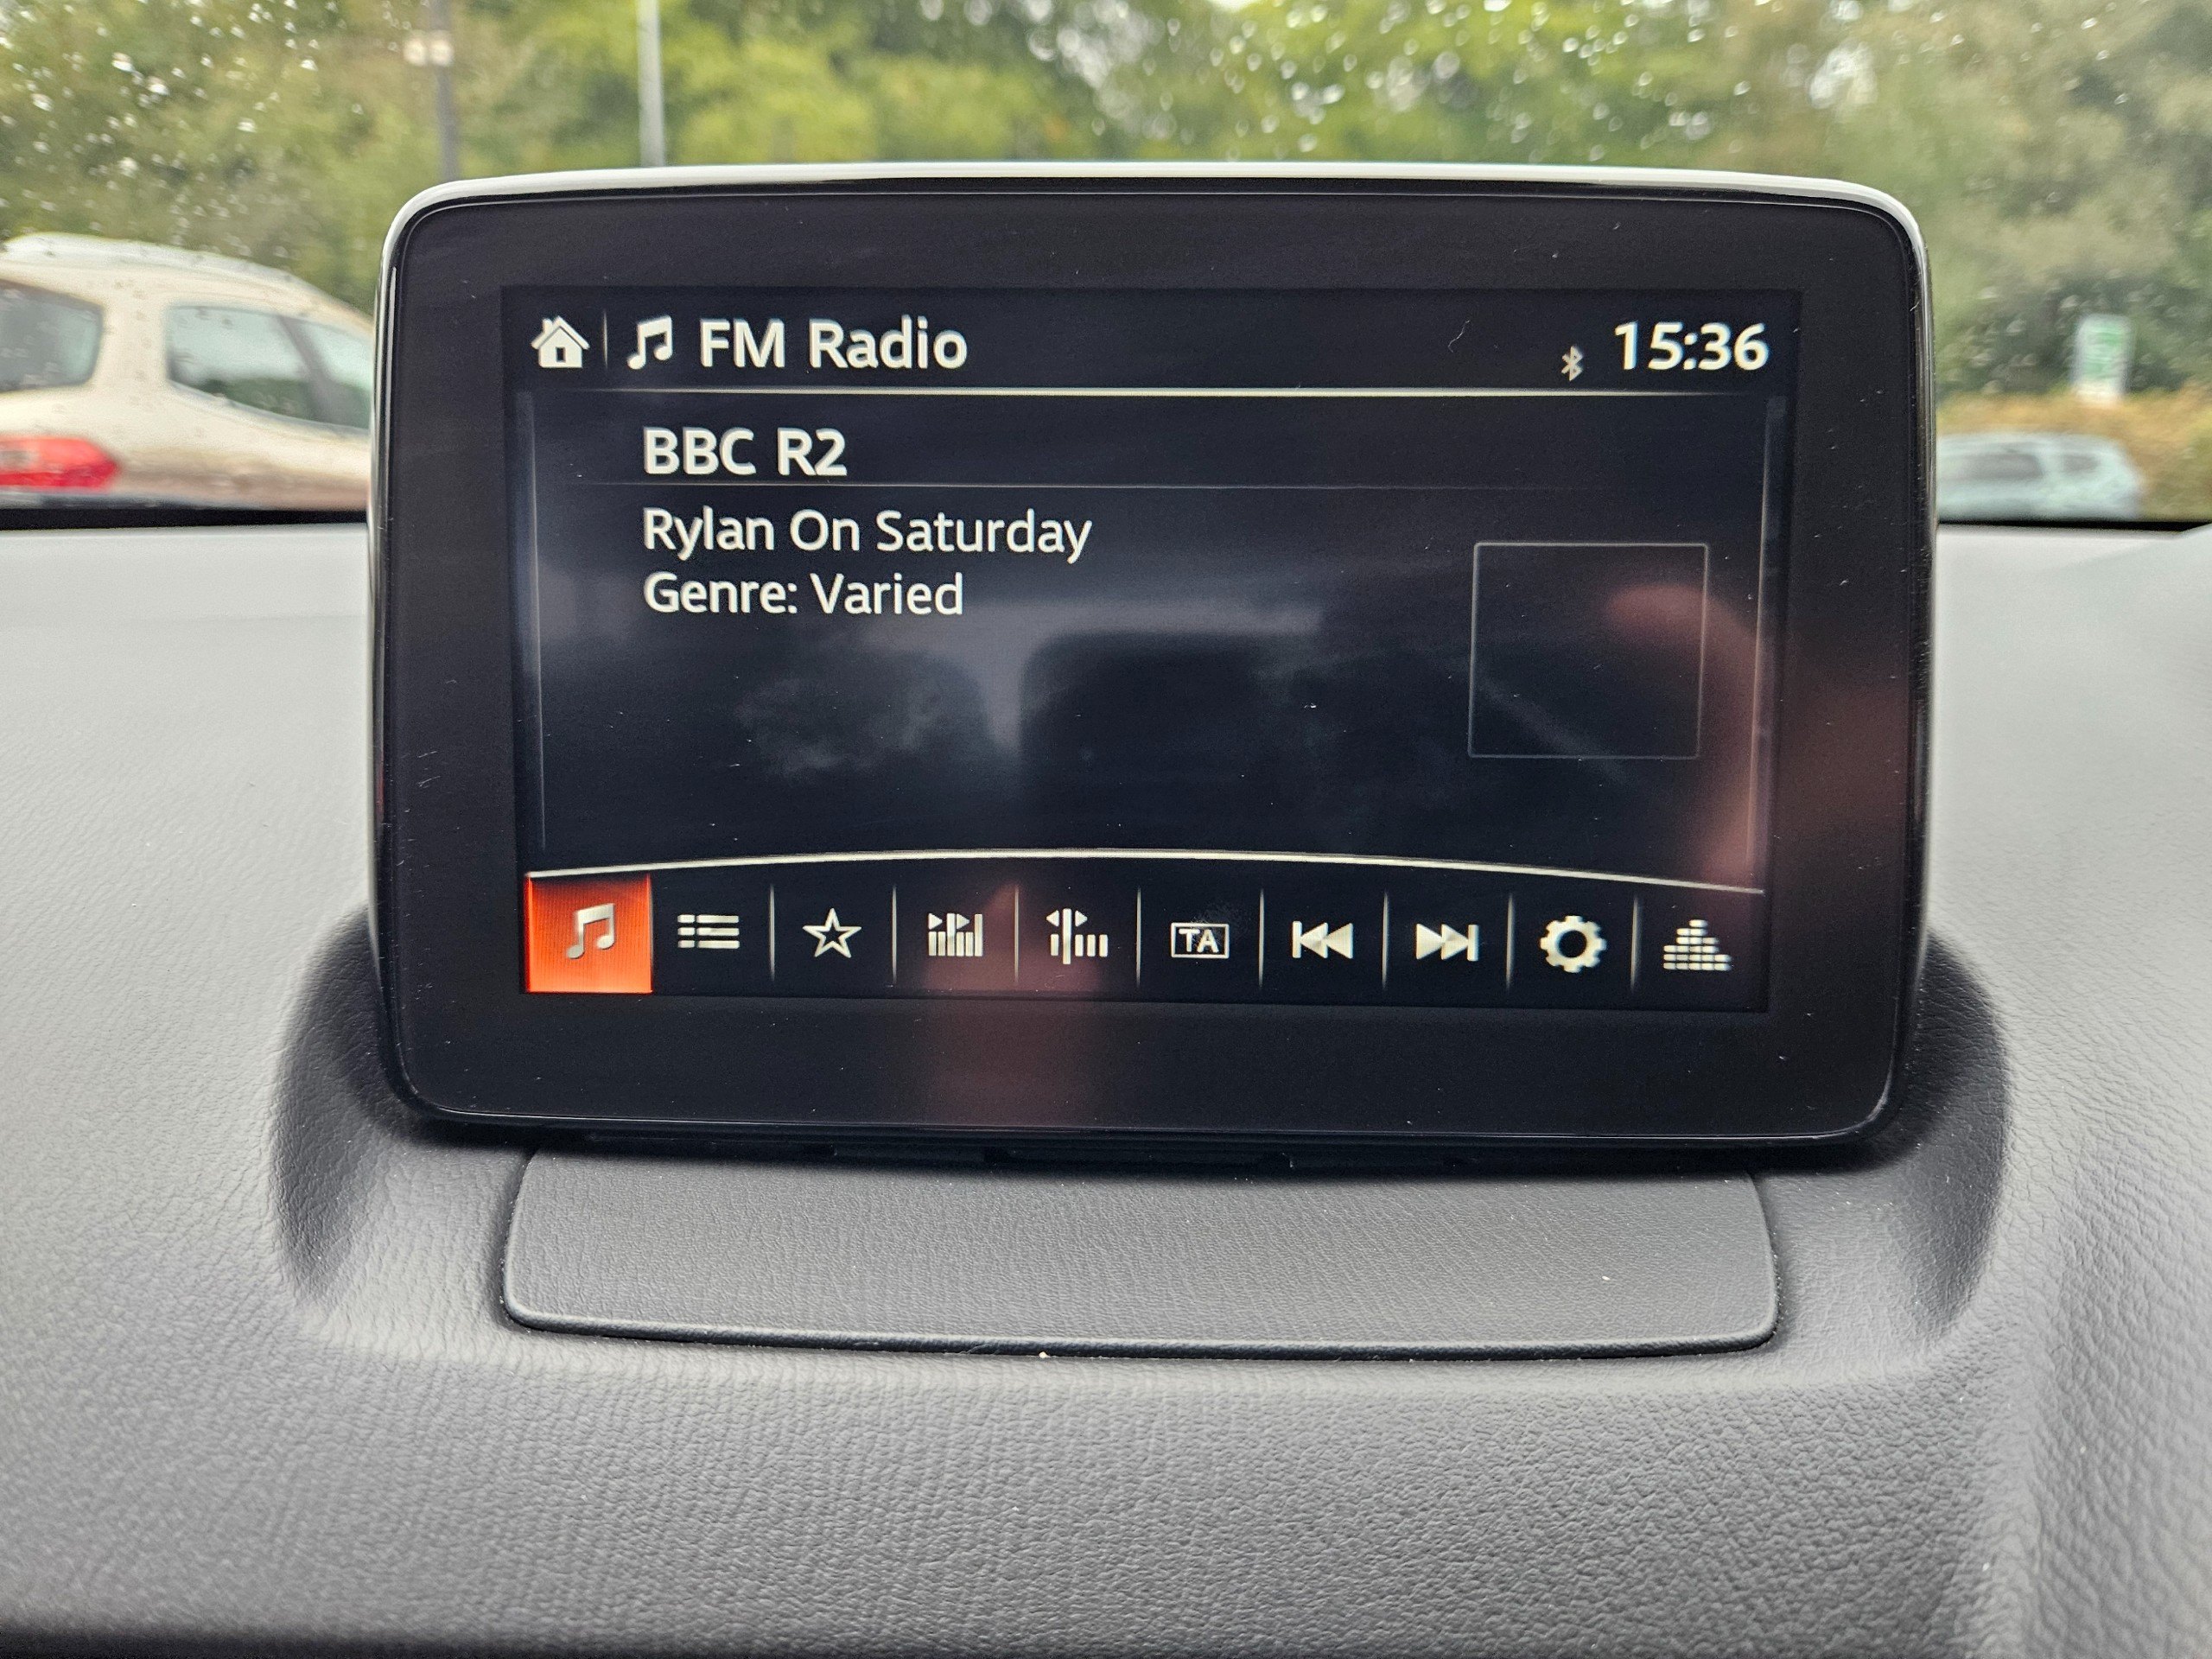 FM Radio
15:36
BBC R2
Rylan On Saturday
Genre: Varied
TA